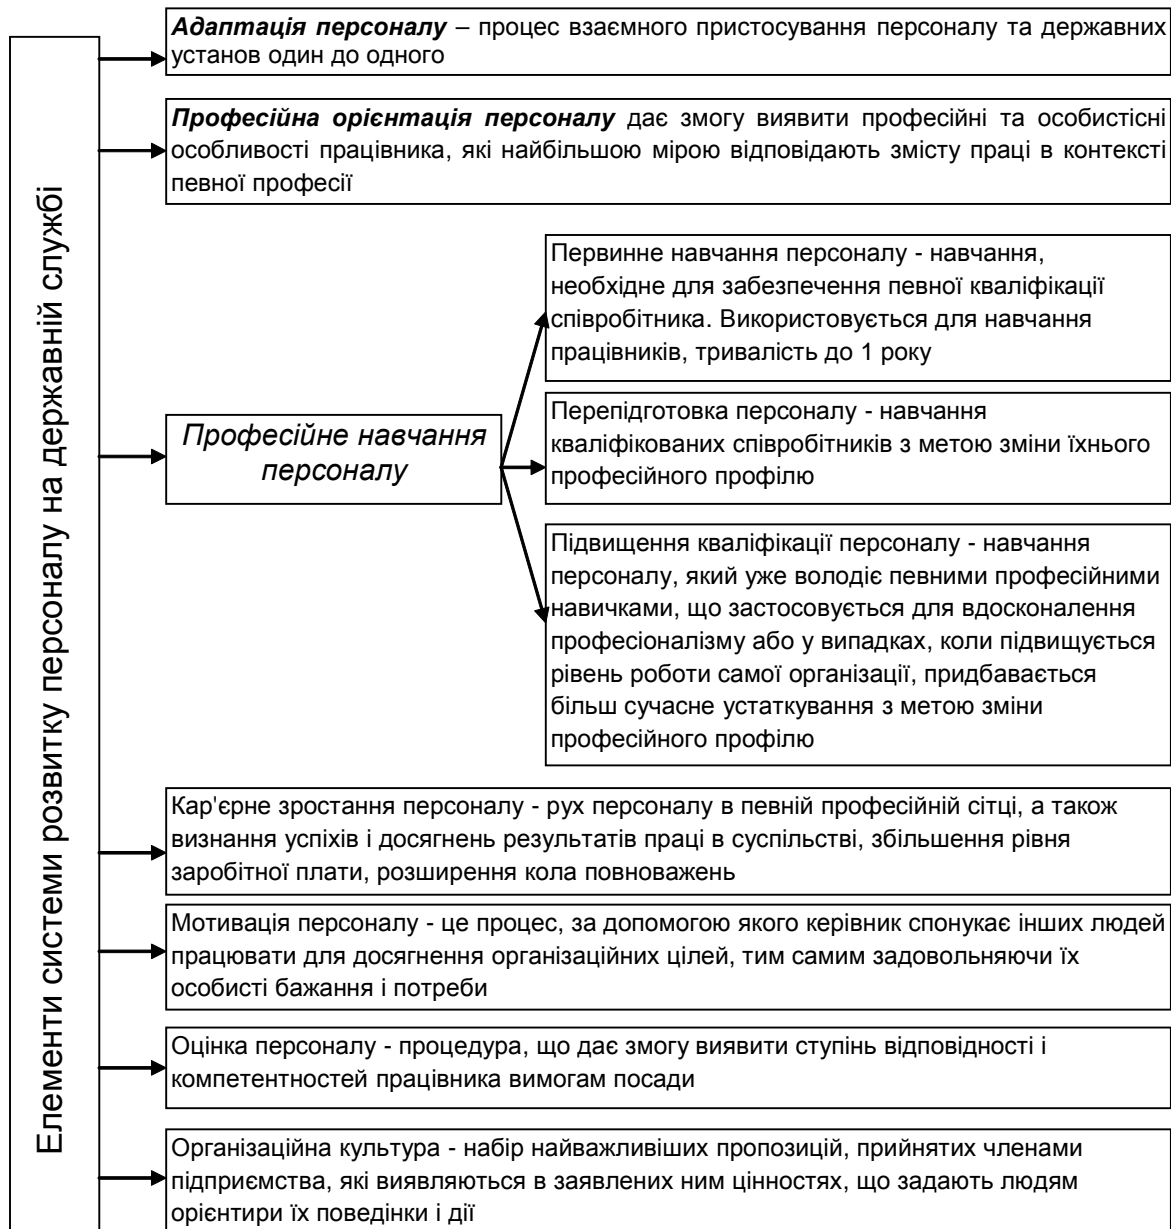 Елементи системи розвитку персоналу на державній службі
Адаптація персоналу – процес взаємного пристосування персоналу та державних
установ один до одного
Професійна орієнтація персоналу дає змогу виявити професійні та особистісні
особливості працівника, які найбільшою мірою відповідають змісту праці в контексті
певної професії
Професійне навчання
персоналу
Первинне навчання персоналу - навчання,
необхідне для забезпечення певної кваліфікації
співробітника. Використовується для навчання
працівників, тривалість до 1 року
Перепідготовка персоналу - навчання
кваліфікованих співробітників з метою зміни їхнього
професійного профілю
Підвищення кваліфікації персоналу - навчання
персоналу, який уже володіє певними професійними
навичками, що застосовується для вдосконалення
професіоналізму або у випадках, коли підвищується
рівень роботи самої організації, придбавається
більш сучасне устаткування з метою зміни
професійного профілю
Кар'єрне зростання персоналу - рух персоналу в певній професійній сітці, а також
визнання успіхів і досягнень результатів праці в суспільстві, збільшення рівня
заробітної плати, розширення кола повноважень
Мотивація персоналу - це процес, за допомогою якого керівник спонукає інших людей
працювати для досягнення організаційних цілей, тим самим задовольняючи їх
особисті бажання і потреби
Оцінка персоналу - процедура, що дає змогу виявити ступінь відповідності і
компетентностей працівника вимогам посади
Організаційна культура - набір найважливіших пропозицій, прийнятих членами
підприємства, які виявляються в заявлених ним цінностях, що задають людям
орієнтири їх поведінки і дії